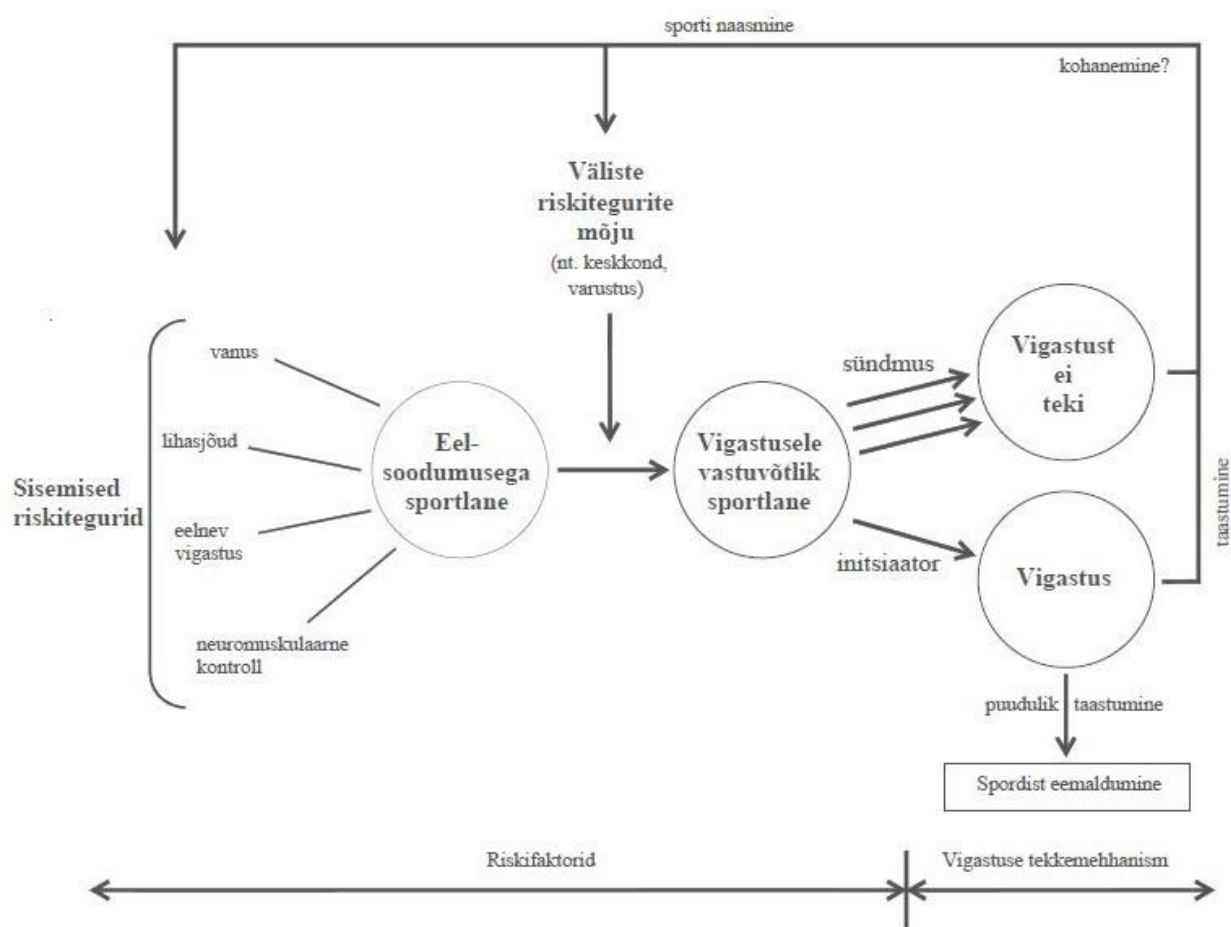 sporti naasmine
kohanemine?
Väliste
riskitegurite
mõju
(nt. keskkond,
varustus)
Sisemised
riskitegurid
vanus
lihasjõud
eelnev
vigastus
neuromuskulaarne
kontroll
Eel-
soodumusega
sportlane
Vigastusele
vastuvõtlik
sportlane
sündmus
initsiaator
Vigastust
ei
teki
Vigastus
taastumine
puudulik taastumine
Spordist eemaldumine
Riskifaktorid
Vigastuse tekkemehhanism